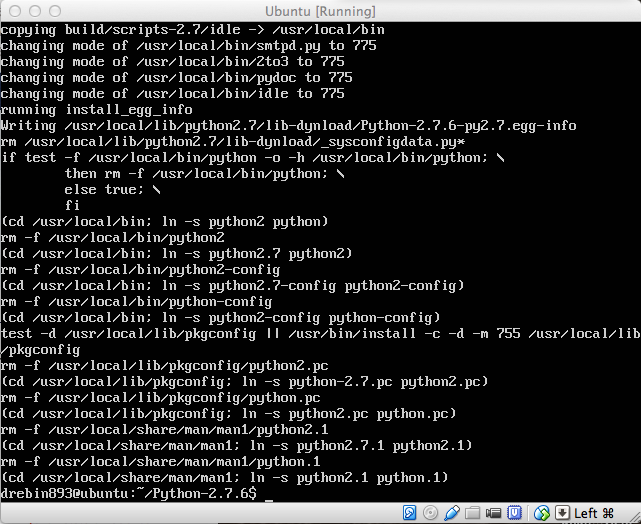 Ubuntu [Running]
copying build/scripts-2.7/idle -> /usr/local/bin
changing mode of /usr/local/bin/smtpd.py to 775
changing mode of /usr/local/bin/2to3 to 775
changing mode of /usr/local/bin/pydoc to 775
changing mode of /usr/local/bin/idle to 775
running install_egg_info
Writing /usr/local/lib/python2.7/lib-dynload/Python-2.7.6-py2.7.egg-info
rm /usr/local/lib/python2.7/lib-dynload/_sysconfigdata.py*
if test -f /usr/local/bin/python -o -h /usr/local/bin/python; \
        then rm -f /usr/local/bin/python; \
        else true; \
        fi
(cd /usr/local/bin; ln -s python2 python)
rm -f /usr/local/bin/python2
(cd /usr/local/bin; ln -s python2.7 python2)
rm -f /usr/local/bin/python2-config
(cd /usr/local/bin; ln -s python2.7-config python2-config)
rm -f /usr/local/bin/python-config
(cd /usr/local/bin; ln -s python2-config python-config)
test -d /usr/local/lib/pkgconfig || /usr/bin/install -c -d -m 755 /usr/local/lib
/pkgconfig
rm -f /usr/local/lib/pkgconfig/python2.pc
(cd /usr/local/lib/pkgconfig; ln -s python-2.7.pc python2.pc)
rm -f /usr/local/lib/pkgconfig/python.pc
(cd /usr/local/lib/pkgconfig; ln -s python2.pc python.pc)
rm -f /usr/local/share/man/man1/python2.1
(cd /usr/local/share/man/man1; ln -s python2.7.1 python2.1)
rm -f /usr/local/share/man/man1/python.1
(cd /usr/local/share/man/man1; ln -s python2.1 python.1)
drebin893@ubuntu:~/Python-2.7.6$ _
Left ⌘